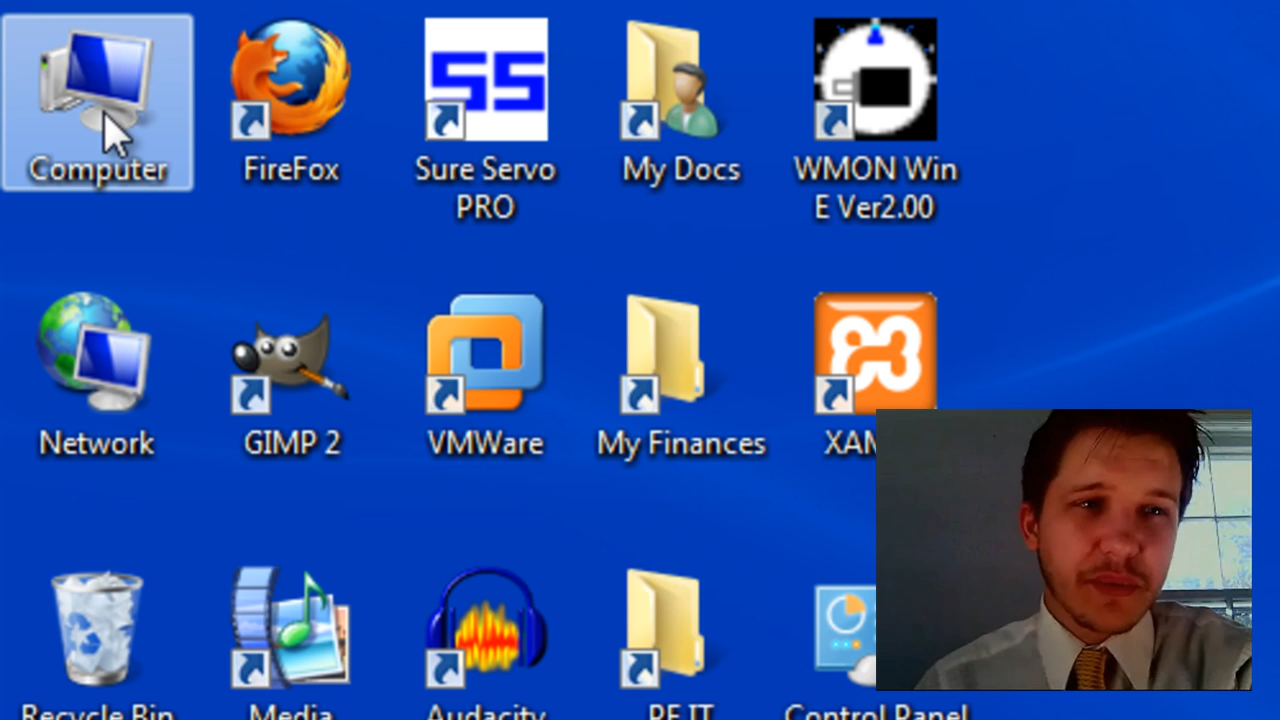 Computer
FireFox
SS
Sure Servo
PRO
My Docs
WMON Win
E Ver2.00
Network
GIMP 2
VMWare
My Finances
Recycle Bin
Media
Audacity
Control Panel